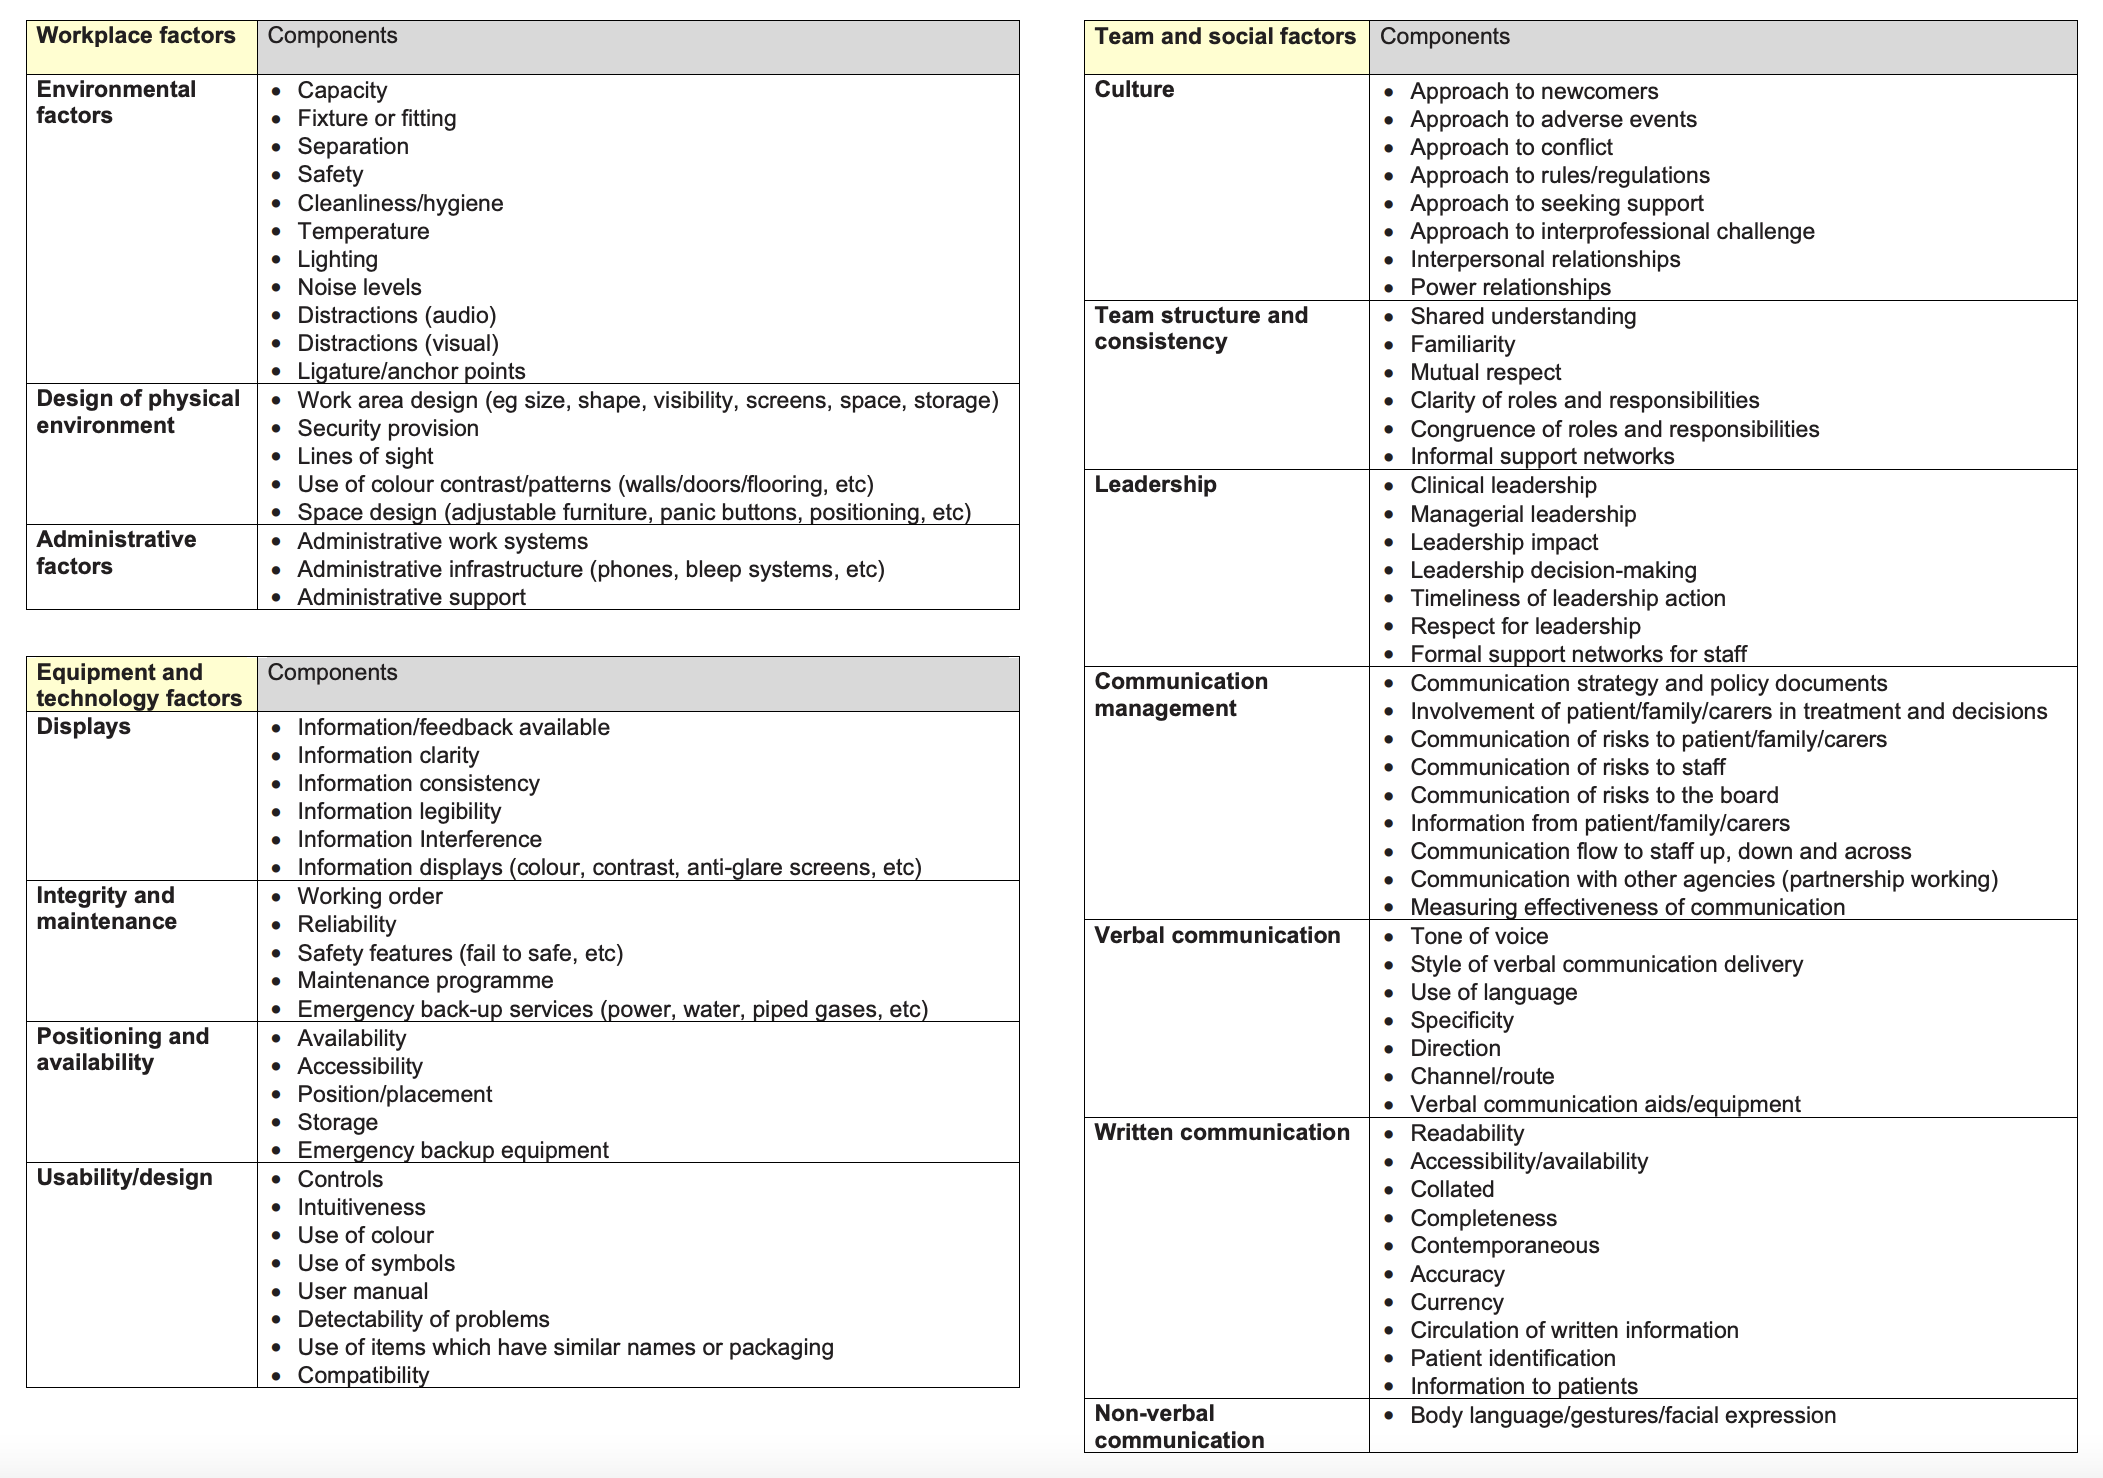 Workplace factors
Components
Environmental
factors
• Capacity
• Fixture or fitting
• Separation
• Safety
• Cleanliness/hygiene
• Temperature
• Lighting
• Noise levels
• Distractions (audio)
• Distractions (visual)
• Ligature/anchor points
Design of physical
environment
• Work area design (eg size, shape, visibility, screens, space, storage)
• Security provision
• Lines of sight
• Use of colour contrast/patterns (walls/doors/flooring, etc)
• Space design (adjustable furniture, panic buttons, positioning, etc)
Administrative
factors
• Administrative work systems
• Administrative infrastructure (phones, bleep systems, etc)
• Administrative support
Equipment and
technology factors
Components
Displays
• Information/feedback available
• Information clarity
• Information consistency
• Information legibility
• Information Interference
• Information displays (colour, contrast, anti-glare screens, etc)
Integrity and
maintenance
• Working order
• Reliability
• Safety features (fail to safe, etc)
• Maintenance programme
• Emergency back-up services (power, water, piped gases, etc)
Positioning and
availability
• Availability
• Accessibility
• Position/placement
• Storage
• Emergency backup equipment
Usability/design
• Controls
• Intuitiveness
• Use of colour
• Use of symbols
• User manual
• Detectability of problems
• Use of items which have similar names or packaging
• Compatibility
Team and social factors
Components
Culture
• Approach to newcomers
• Approach to adverse events
• Approach to conflict
• Approach to rules/regulations
• Approach to seeking support
• Approach to interprofessional challenge
• Interpersonal relationships
• Power relationships
Team structure and
consistency
• Shared understanding
• Familiarity
• Mutual respect
• Clarity of roles and responsibilities
• Congruence of roles and responsibilities
• Informal support networks
Leadership
• Clinical leadership
• Managerial leadership
• Leadership impact
• Leadership decision-making
• Timeliness of leadership action
• Respect for leadership
• Formal support networks for staff
Communication
management
• Communication strategy and policy documents
• Involvement of patient/family/carers in treatment and decisions
• Communication of risks to patient/family/carers
• Communication of risks to staff
• Communication of risks to the board
• Information from patient/family/carers
• Communication flow to staff up, down and across
• Communication with other agencies (partnership working)
• Measuring effectiveness of communication
Verbal communication
• Tone of voice
• Style of verbal communication delivery
• Use of language
• Specificity
• Direction
• Channel/route
• Verbal communication aids/equipment
Written communication
• Readability
• Accessibility/availability
• Collated
• Completeness
• Contemporaneous
• Accuracy
• Currency
• Circulation of written information
• Patient identification
• Information to patients
Non-verbal
communication
• Body language/gestures/facial expression